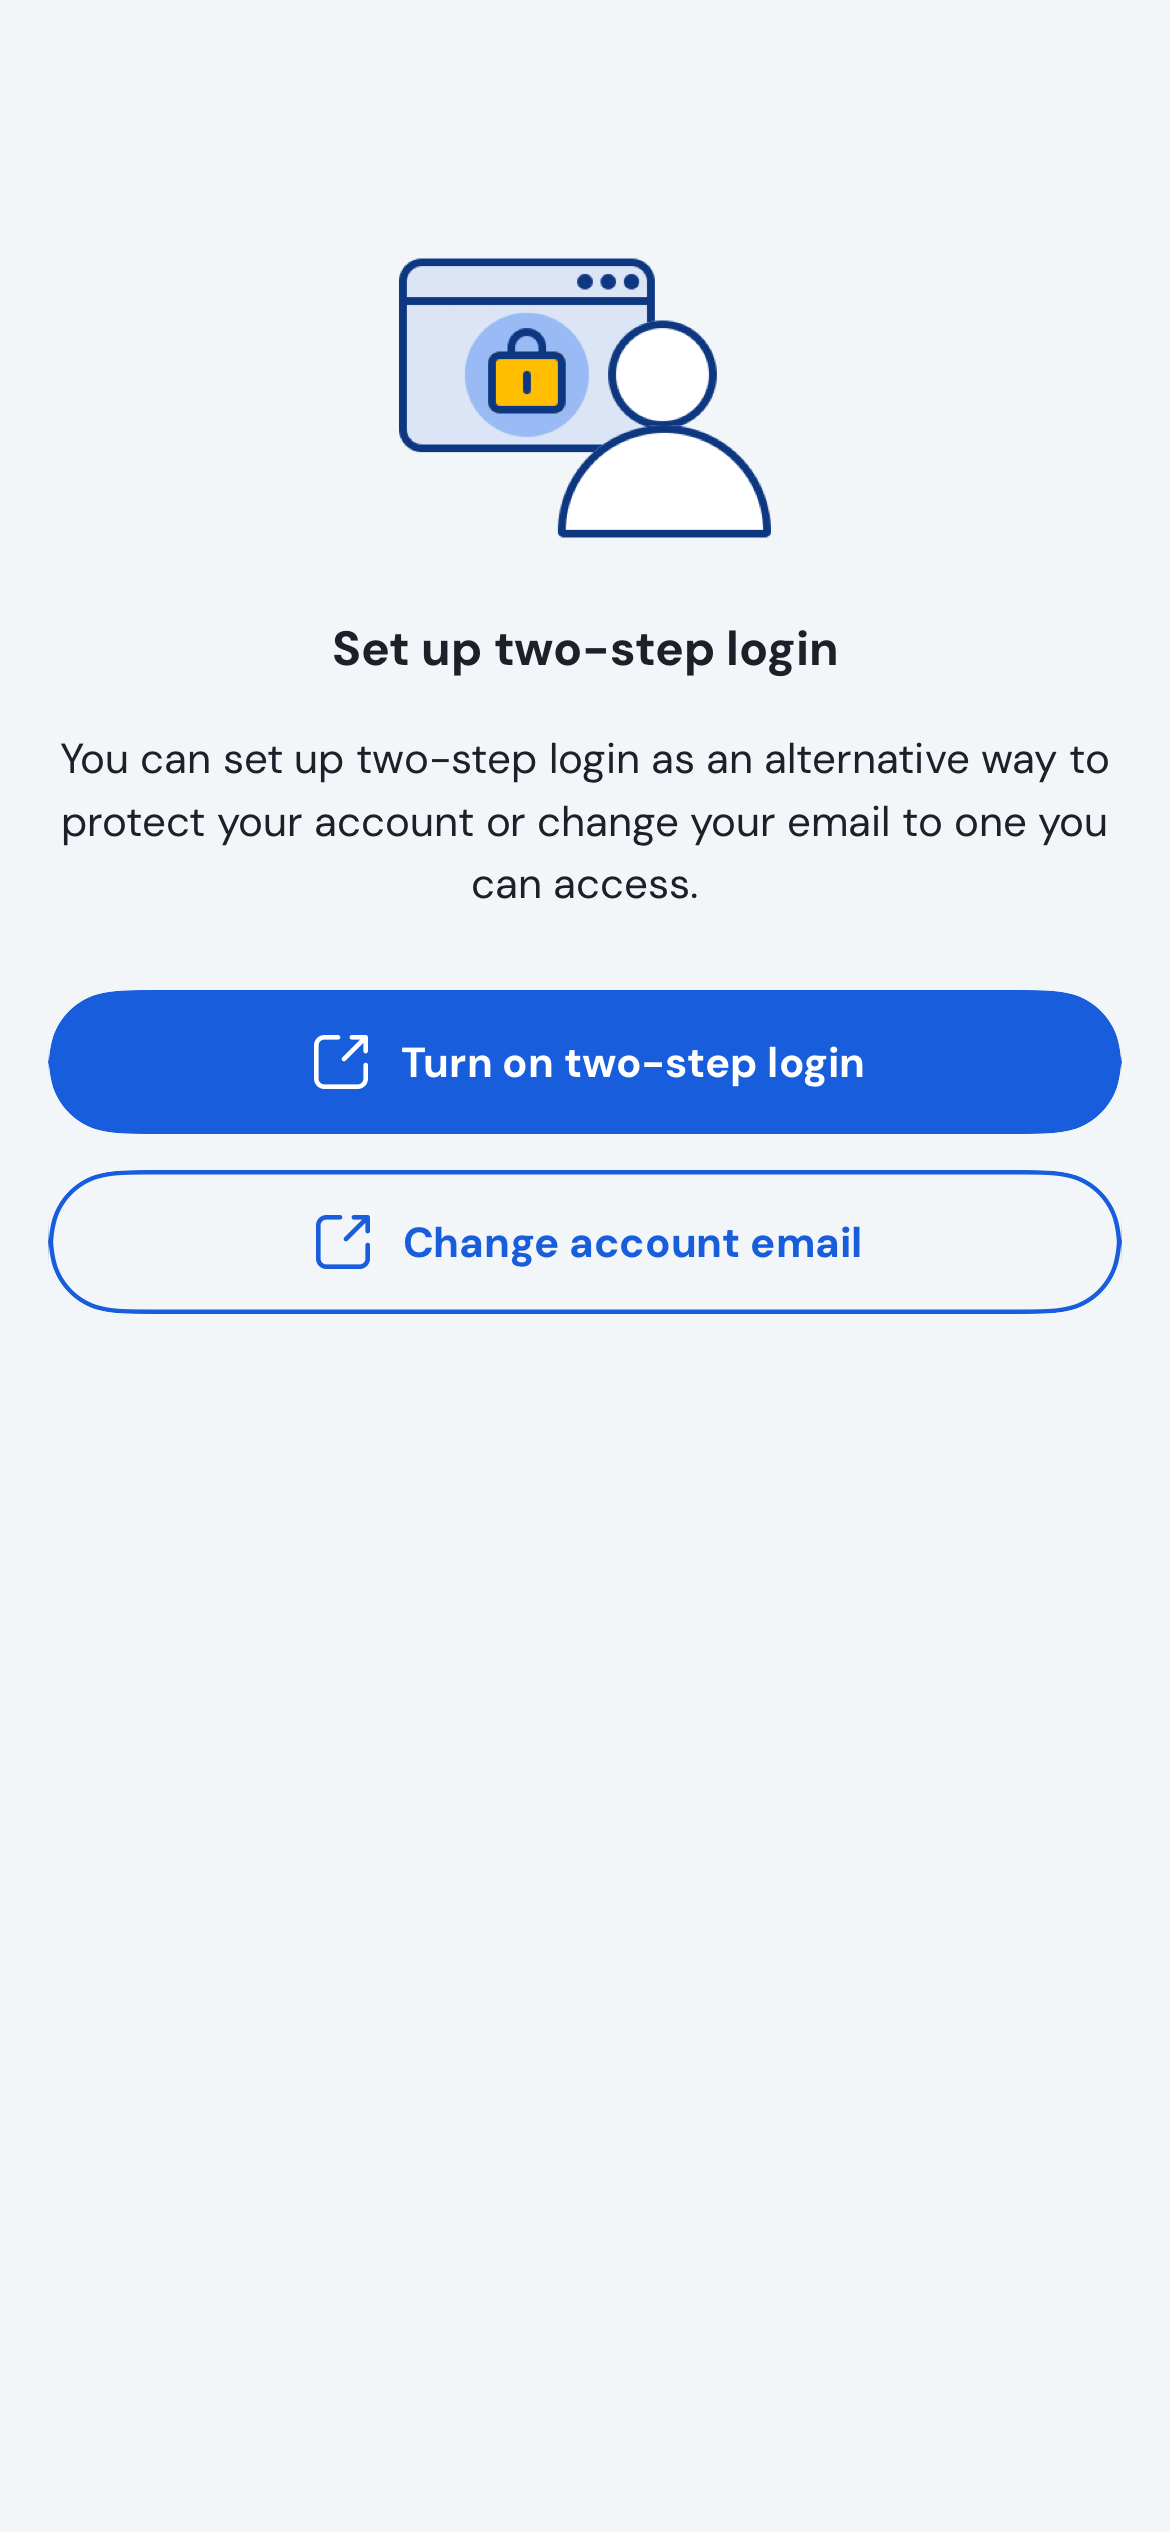 Set up two-step login
You can set up two-step login as an alternative way to
protect your account or change your email to one you
can access.
Turn on two-step login
Change account email